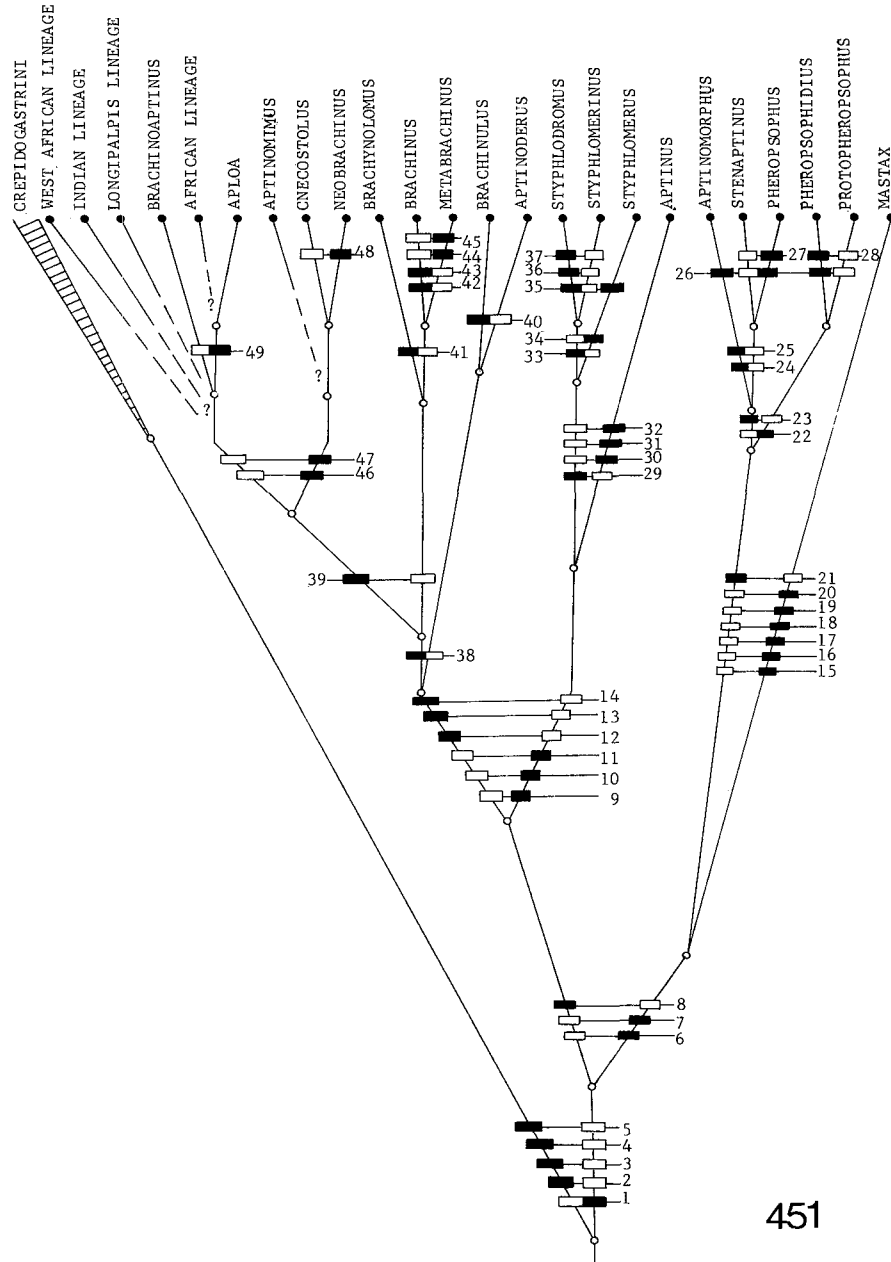 CREPIDOGASTRINI
WEST AFRICAN LINEAGE
INDIAN LINEAGE
LONGIPALPIS LINEAGE
BRACHINOAPTINUS
AFRICAN LINEAGE
APLOA
APTINOMIMUS
CNECOSTOLUS
NEOBRACHINUS
BRACHYNOLOMUS
BRACHINUS
METABRACHINUS
BRACHINULUS
APTINODERUS
STYPHLODROMUS
STYPHLOMERINUS
STYPHLOMERUS
APTINUS
APTINOMORPHUS
STENAPTINUS
PHEROPSOPHUS
PHEROPSOPHIDIUS
PROTOPHEROPSOPHUS
MASTAX
45
48
44
37
27
28
43
36
26
42
35
?
40
34
49
41
33
25
24
?
?
23
32
22
31
47
30
46
29
39
21
20
19
18
38
17
16
15
14
13
12
11
10
9
8
7
6
5
4
3
2
1
451